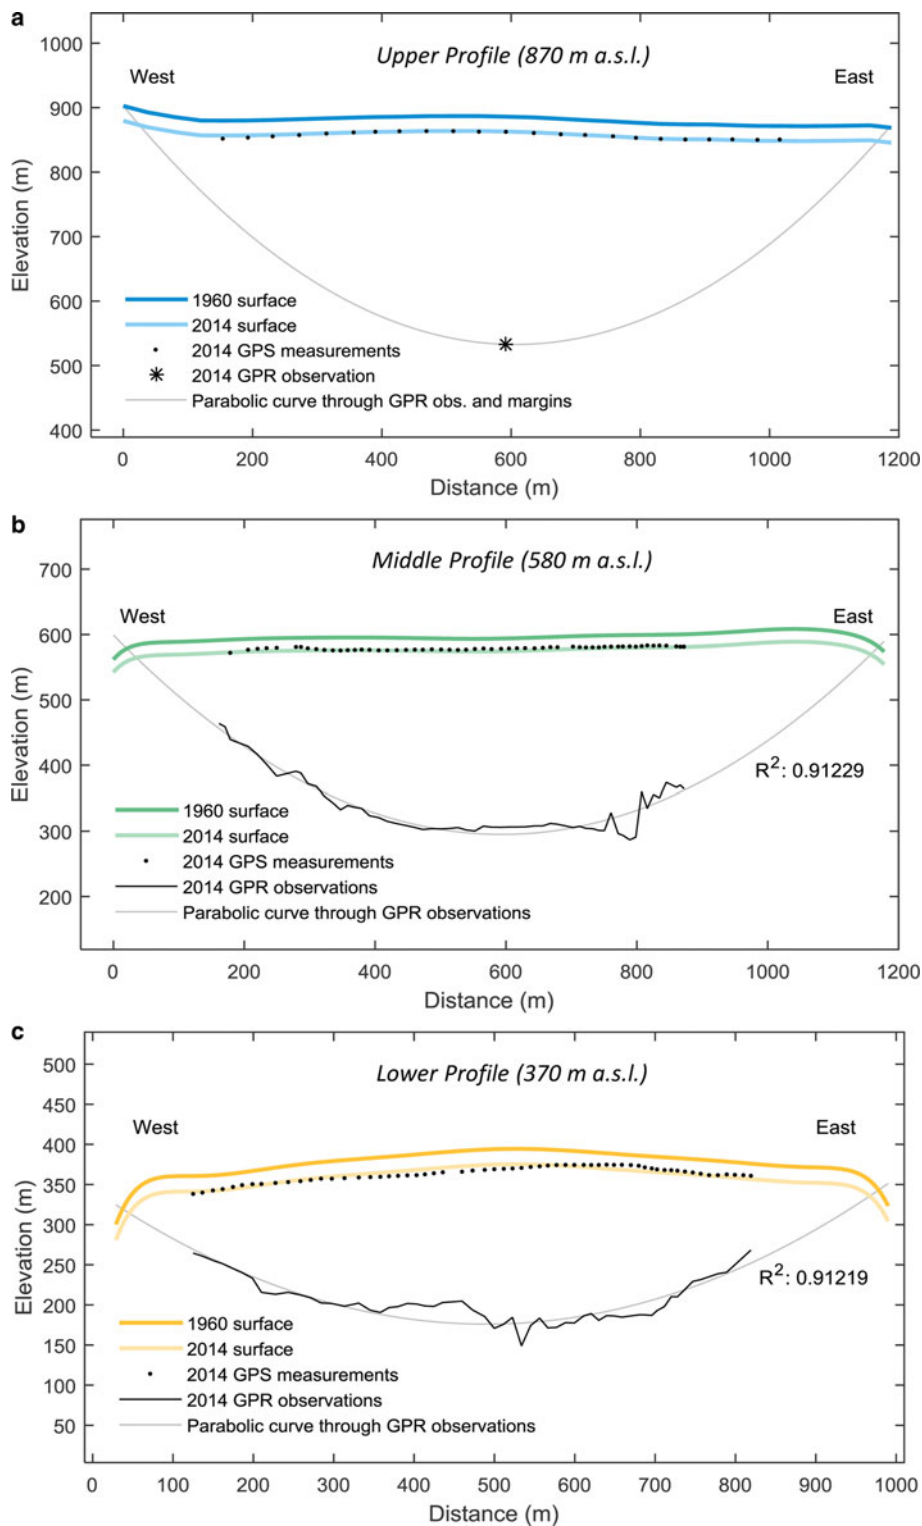 a
Upper Profile (870 m a.s.l.)
West
East
1000
900
800
700
600
500
400
Elevation (m)
1960 surface
2014 surface
2014 GPS measurements
2014 GPR observation
Parabolic curve through GPR obs. and margins
0 200 400 600 800 1000 1200
Distance (m)
b
Middle Profile (580 m a.s.l.)
West
East
700
600
500
400
300
200
Elevation (m)
R²: 0.91229
1960 surface
2014 surface
2014 GPS measurements
2014 GPR observations
Parabolic curve through GPR observations
0 200 400 600 800 1000 1200
Distance (m)
c
Lower Profile (370 m a.s.l.)
West
East
500
450
400
350
300
250
200
150
100
50
Elevation (m)
R²: 0.91219
1960 surface
2014 surface
2014 GPS measurements
2014 GPR observations
Parabolic curve through GPR observations
0 100 200 300 400 500 600 700 800 900 1000
Distance (m)